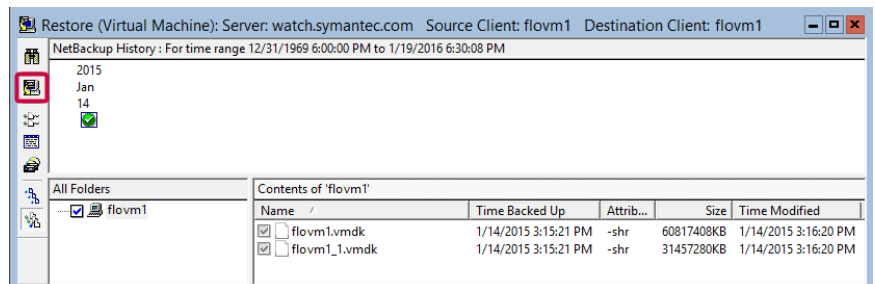 Restore (Virtual Machine): Server: watch.symantec.com Source Client: flovm1 Destination Client: flovm1
NetBackup History : For time range 12/31/1969 6:00:00 PM to 1/19/2016 6:30:08 PM
2015
Jan
14
All Folders
Contents of 'flovm1'
flovm1
Name Time Backed Up Attrib... Size Time Modified
flovm1.vmdk 1/14/2015 3:15:21 PM -shr 60817408KB 1/14/2015 3:16:20 PM
flovm1_1.vmdk 1/14/2015 3:15:21 PM -shr 31457280KB 1/14/2015 3:16:20 PM